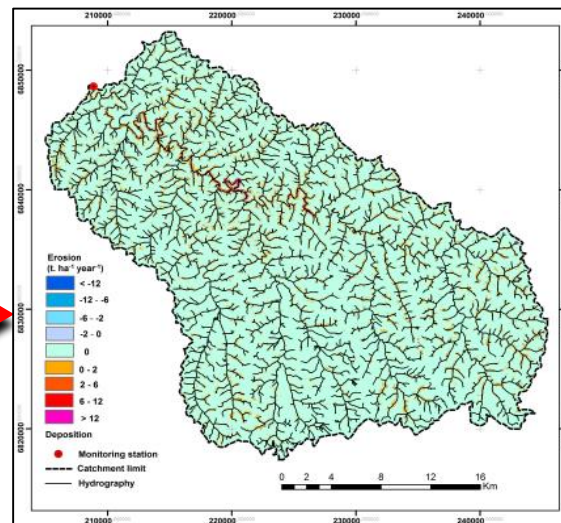 210000 220000 230000 240000
6850000
6840000
6830000
6820000
Erosion
(t. ha⁻¹ year⁻¹)
< -12
-12 - -6
-6 - -2
-2 - 0
0
0 - 2
2 - 6
6 - 12
> 12
Deposition
Monitoring station
Catchment limit
Hydrography
0 2 4 8 12 16
Km
210000 220000 230000 240000